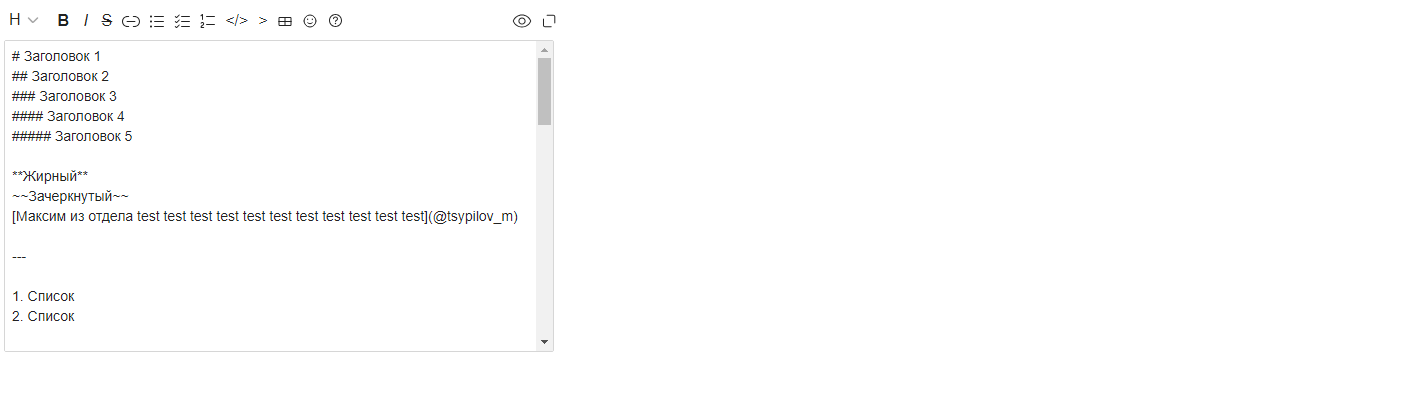 H B I S </> >
# Заголовок 1
## Заголовок 2
### Заголовок 3
#### Заголовок 4
##### Заголовок 5
**Жирный**
~~Зачеркнутый~~
[Максим из отдела test test test test test test test test test test test](@tsypilov_m)
---
1. Список
2. Список